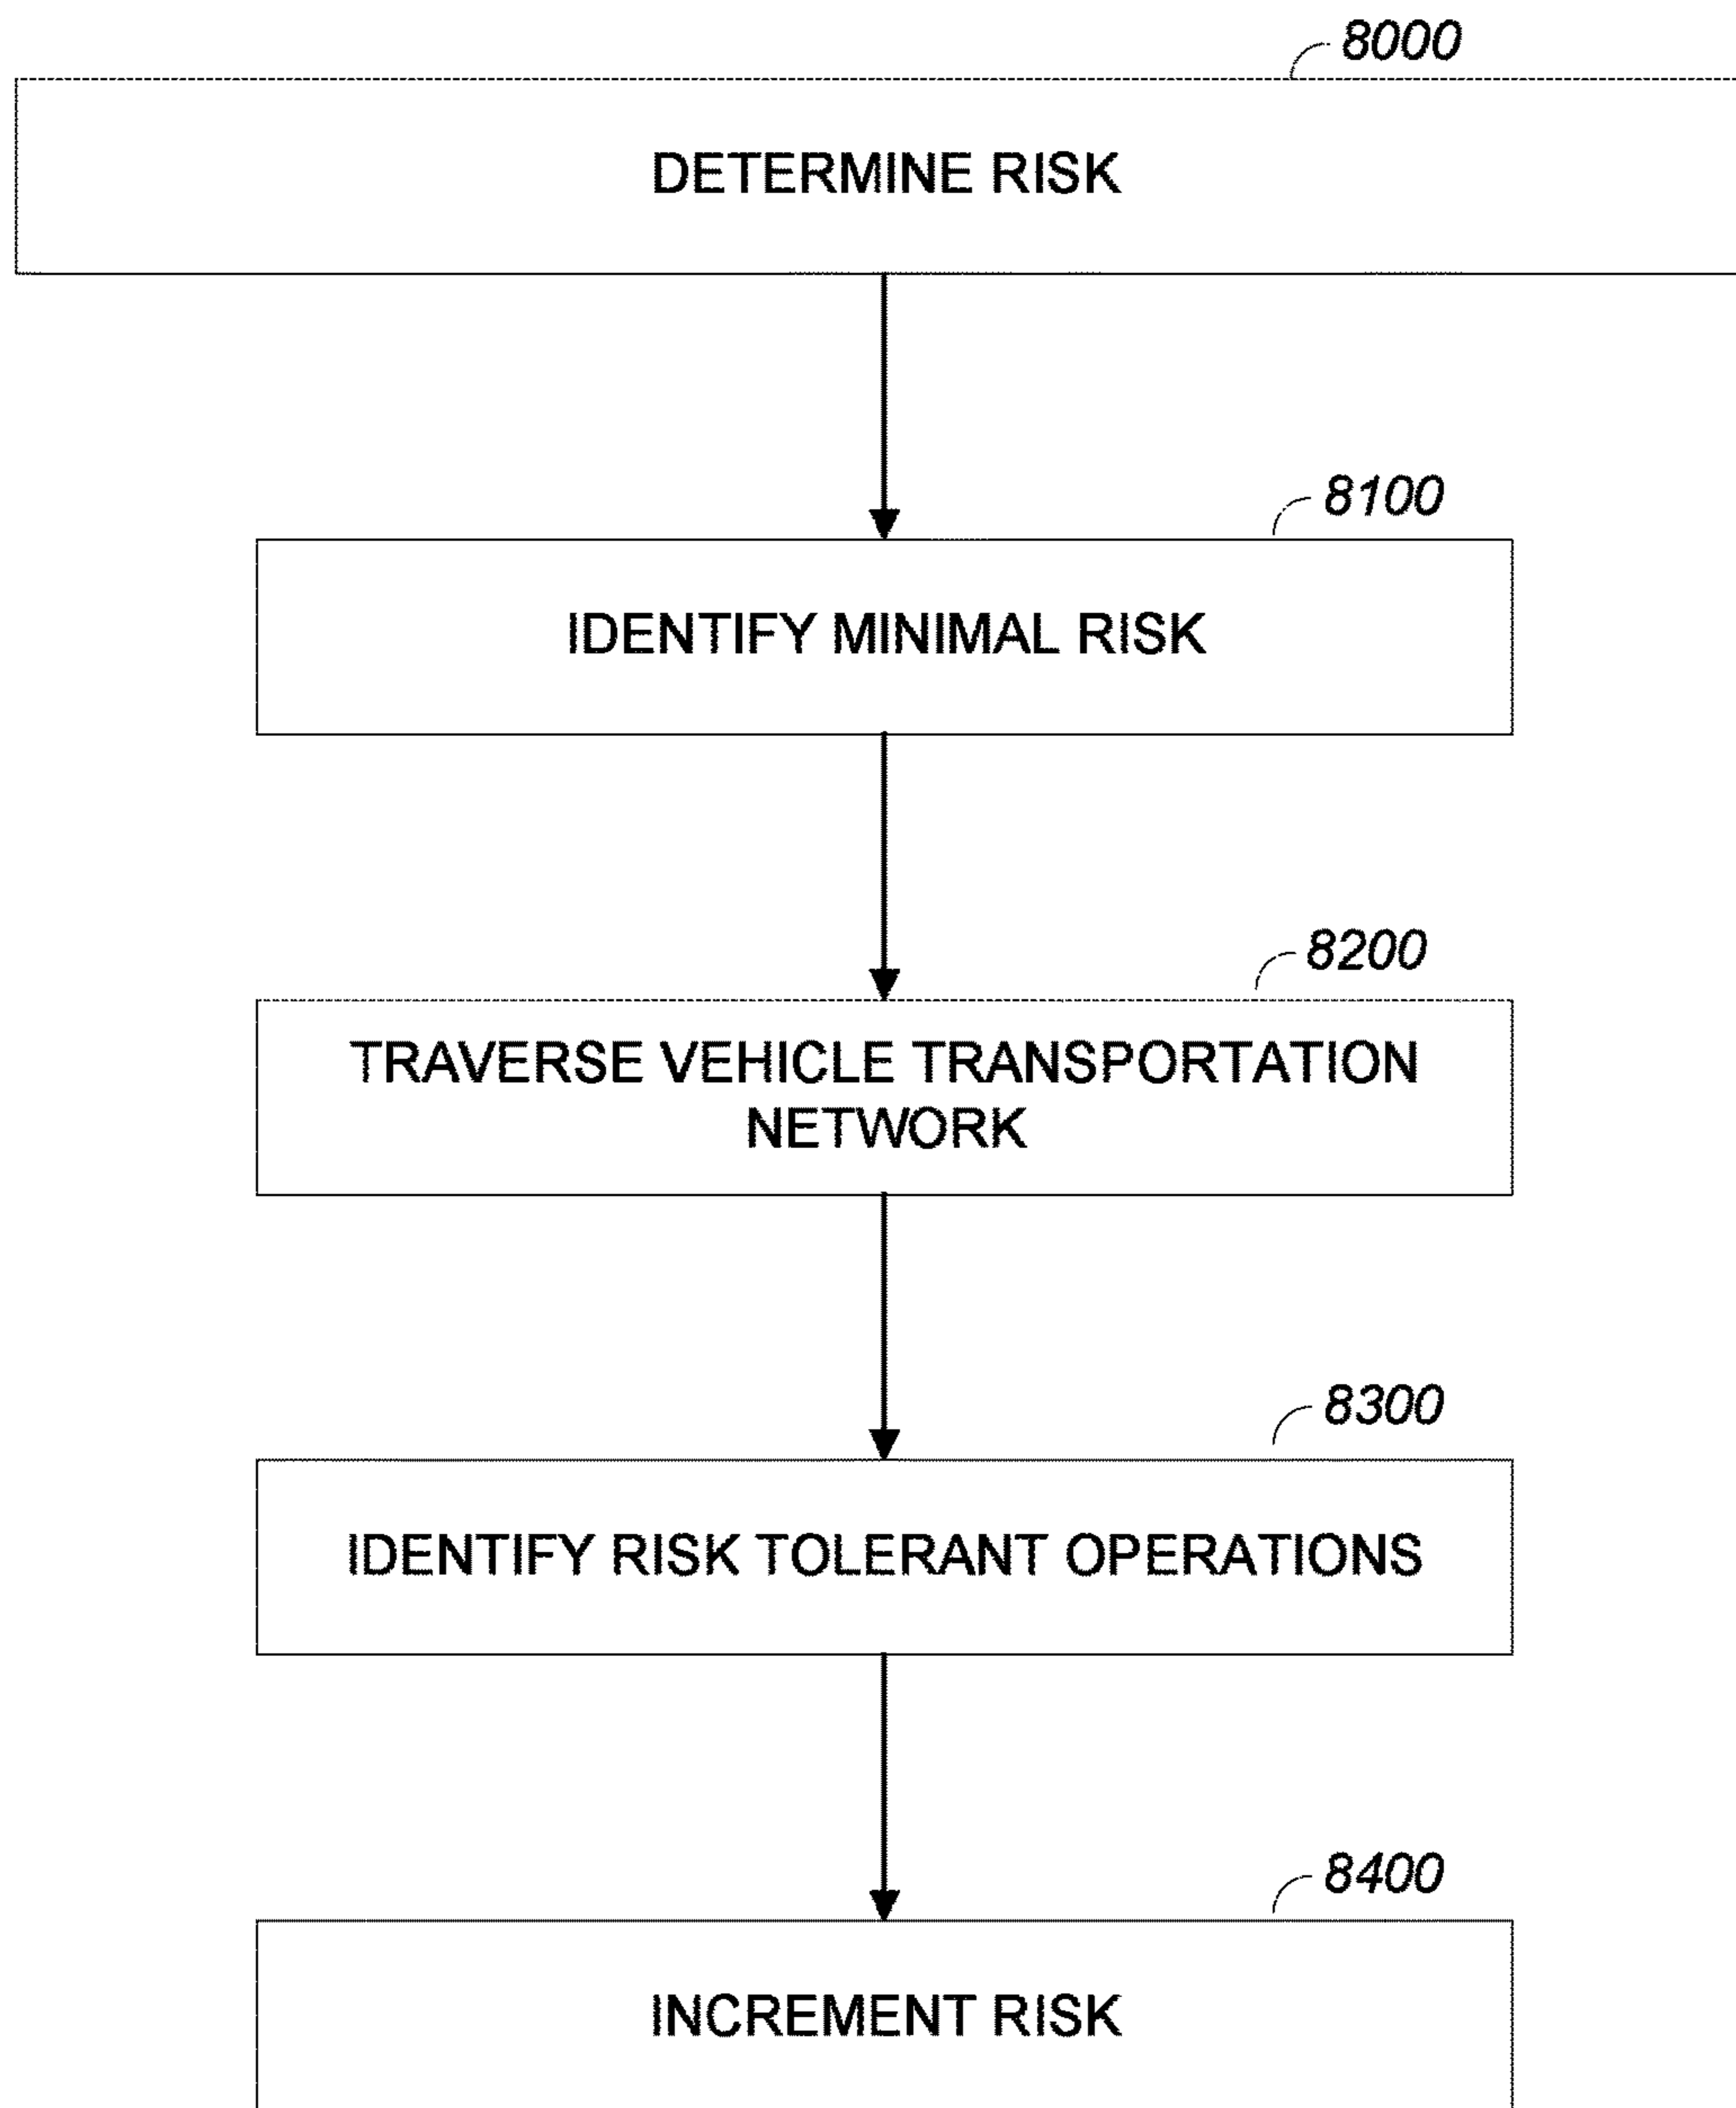 8000
DETERMINE RISK
8100
IDENTIFY MINIMAL RISK
8200
TRAVERSE VEHICLE TRANSPORTATION
NETWORK
8300
IDENTIFY RISK TOLERANT OPERATIONS
8400
INCREMENT RISK